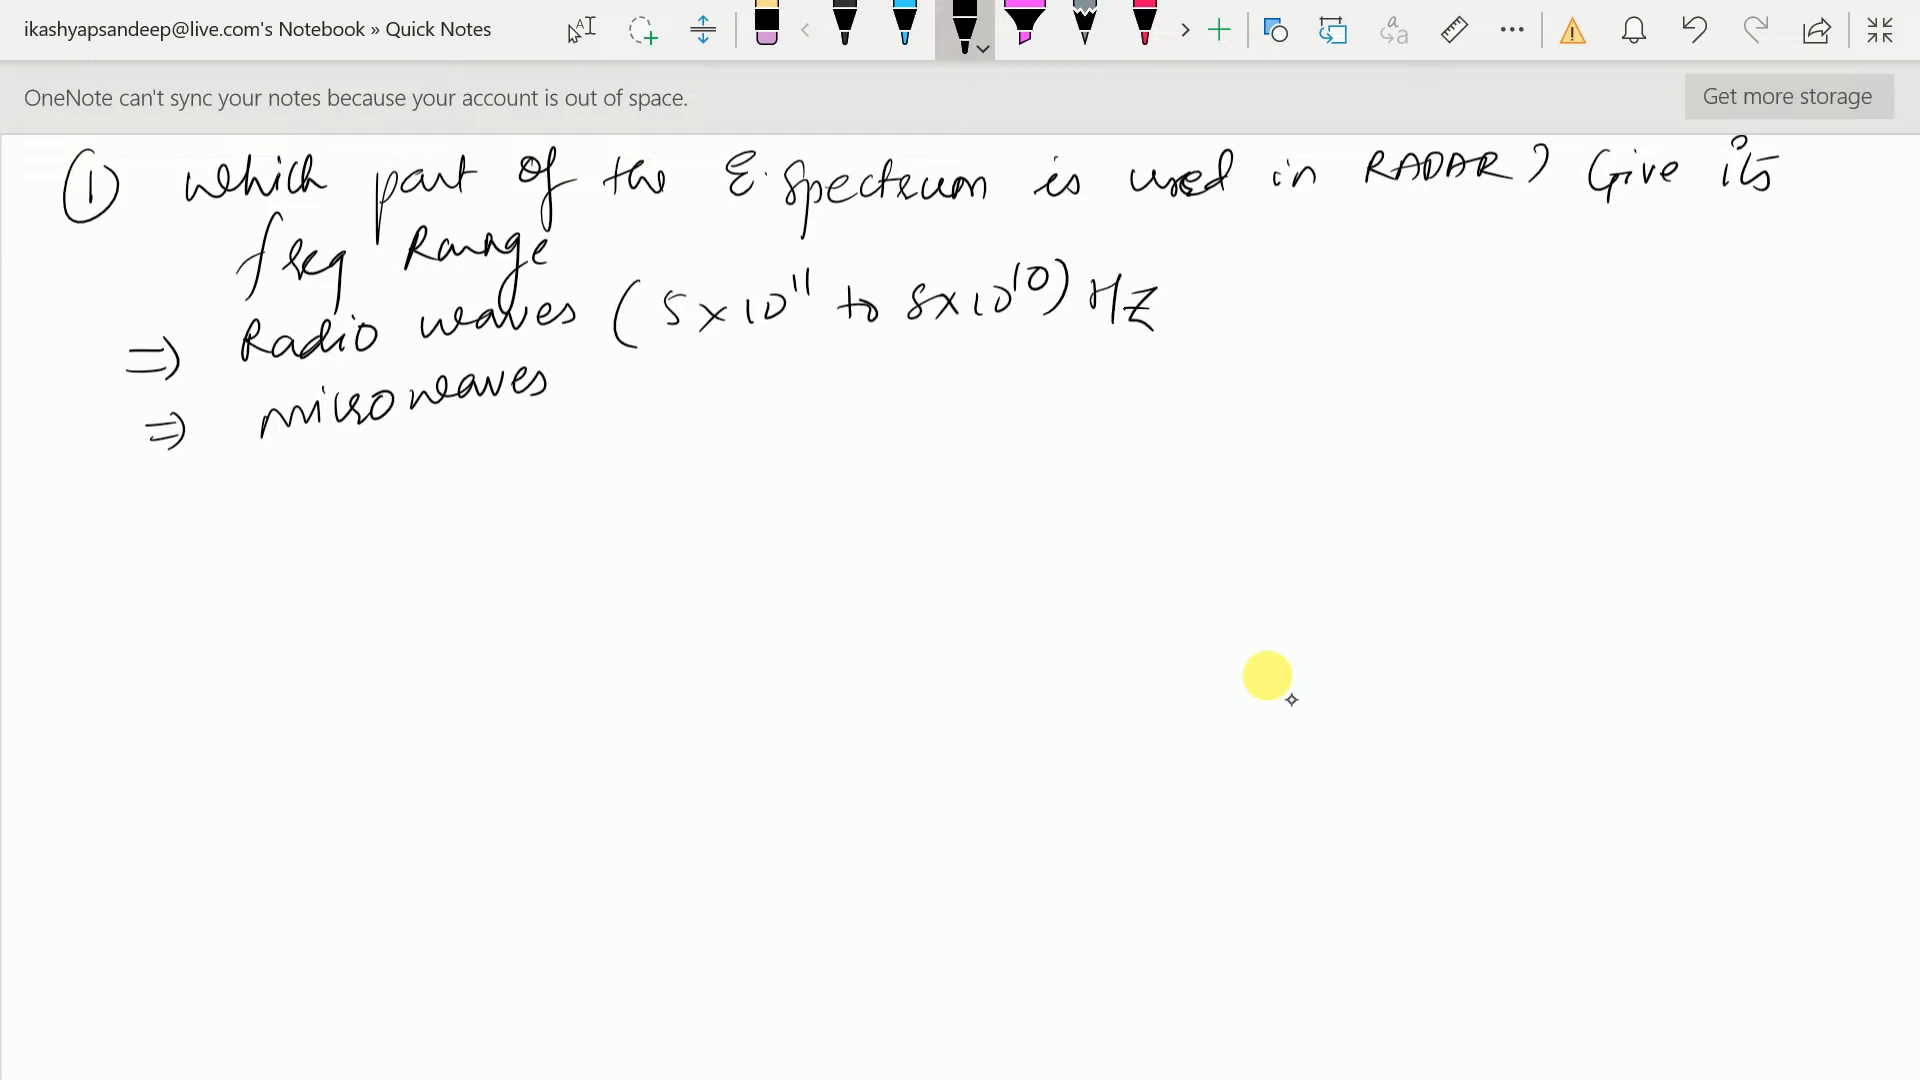 ikashyapsandeep@live.com's Notebook » Quick Notes
OneNote can't sync your notes because your account is out of space.
Get more storage
① which part of the E. Spectrum is used in RADAR? Give its
freq Range
⇒ Radio waves (5×10¹¹ to 8×10¹⁰) HZ
⇒ microwaves